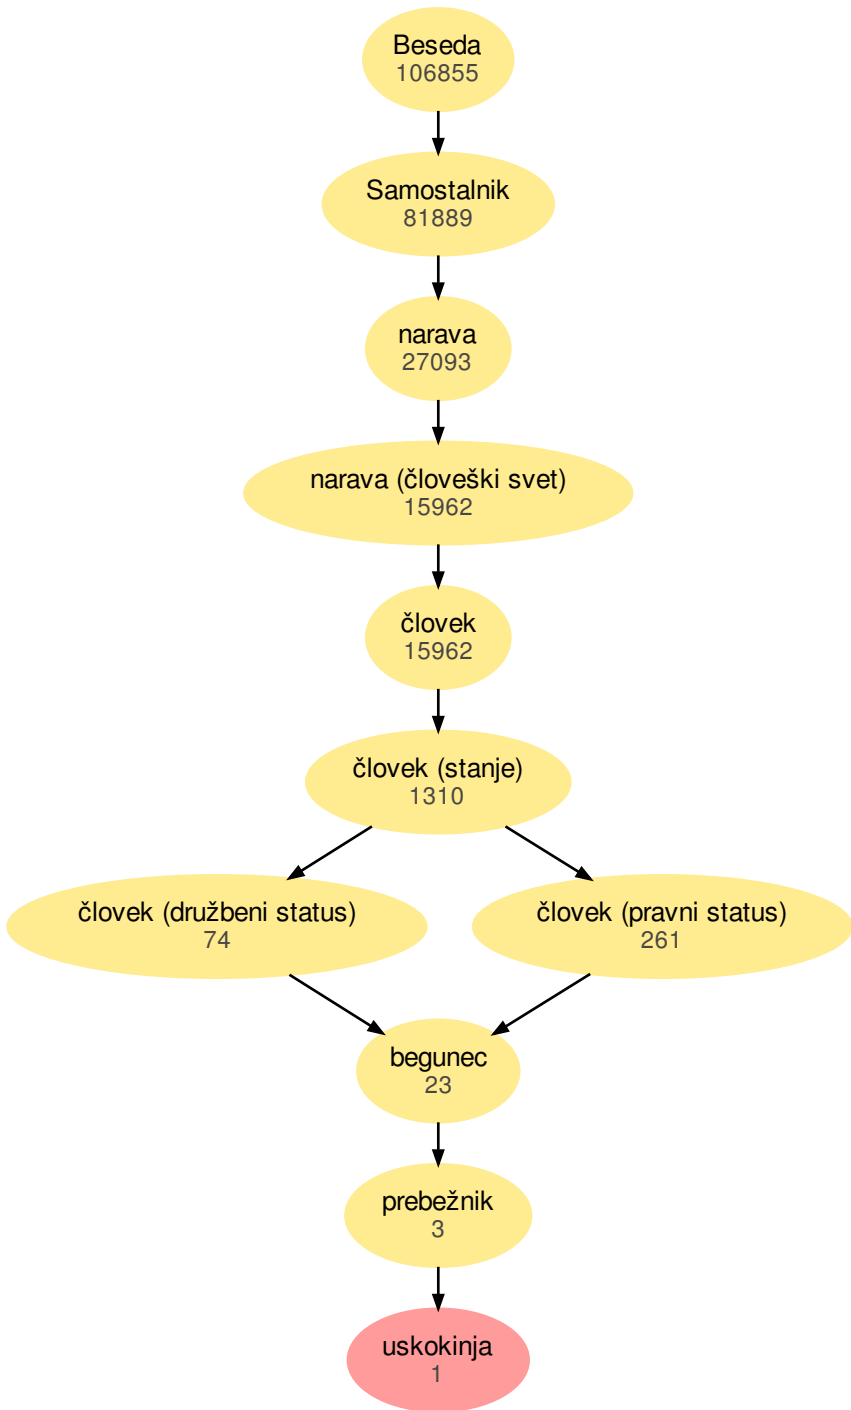 Beseda
106855
Samostalnik
81889
narava
27093
narava (človeški svet)
15962
človek
15962
človek (stanje)
1310
človek (družbeni status)
74
človek (pravni status)
261
begunec
23
prebežnik
3
uskokinja
1